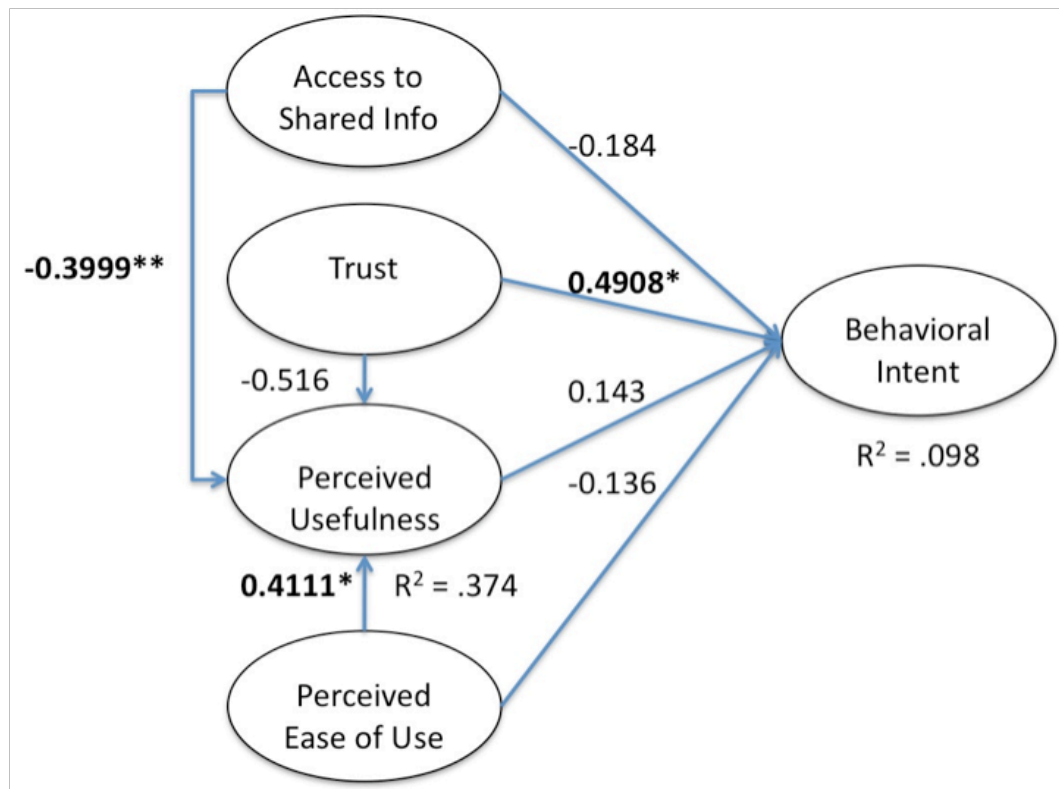 Access to
Shared Info
-0.184
Trust
-0.3999**
0.4908*
Behavioral
Intent
-0.516
0.143
R² = .098
Perceived
Usefulness
-0.136
0.4111*
R² = .374
Perceived
Ease of Use